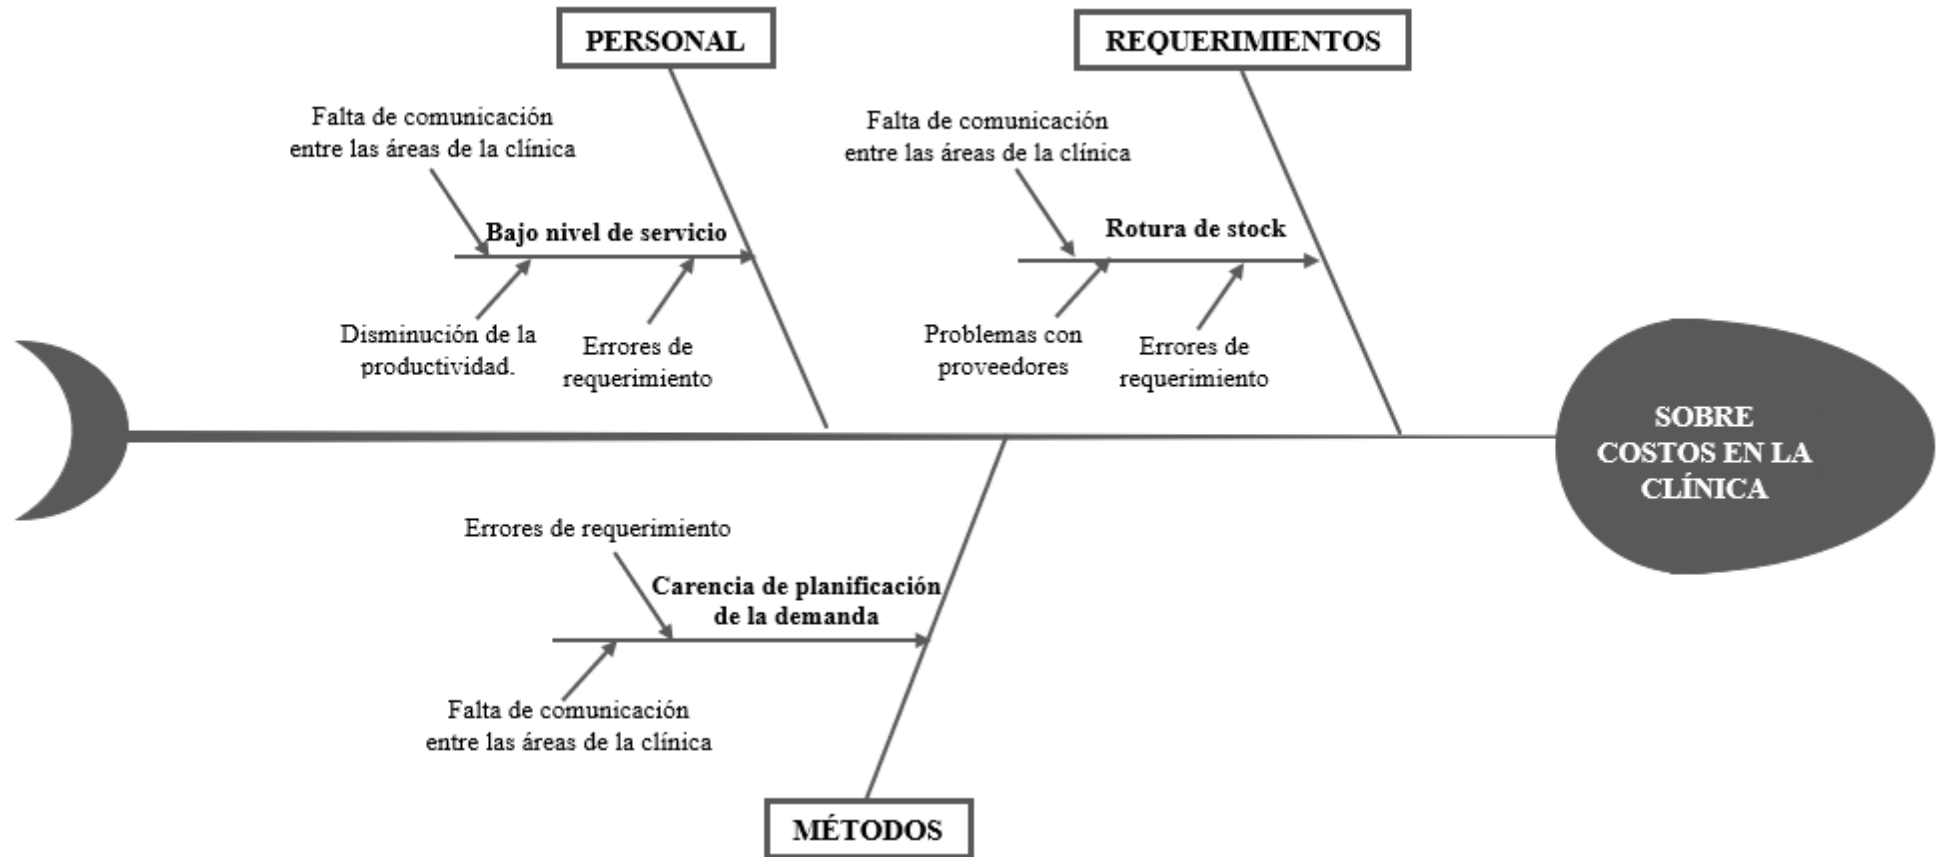 PERSONAL
REQUERIMIENTOS
Falta de comunicación
entre las áreas de la clínica
Bajo nivel de servicio
Disminución de la
productividad.
Errores de
requerimiento
Falta de comunicación
entre las áreas de la clínica
Rotura de stock
Problemas con
proveedores
Errores de
requerimiento
SOBRE
COSTOS EN LA
CLÍNICA
Errores de requerimiento
Carencia de planificación
de la demanda
Falta de comunicación
entre las áreas de la clínica
MÉTODOS